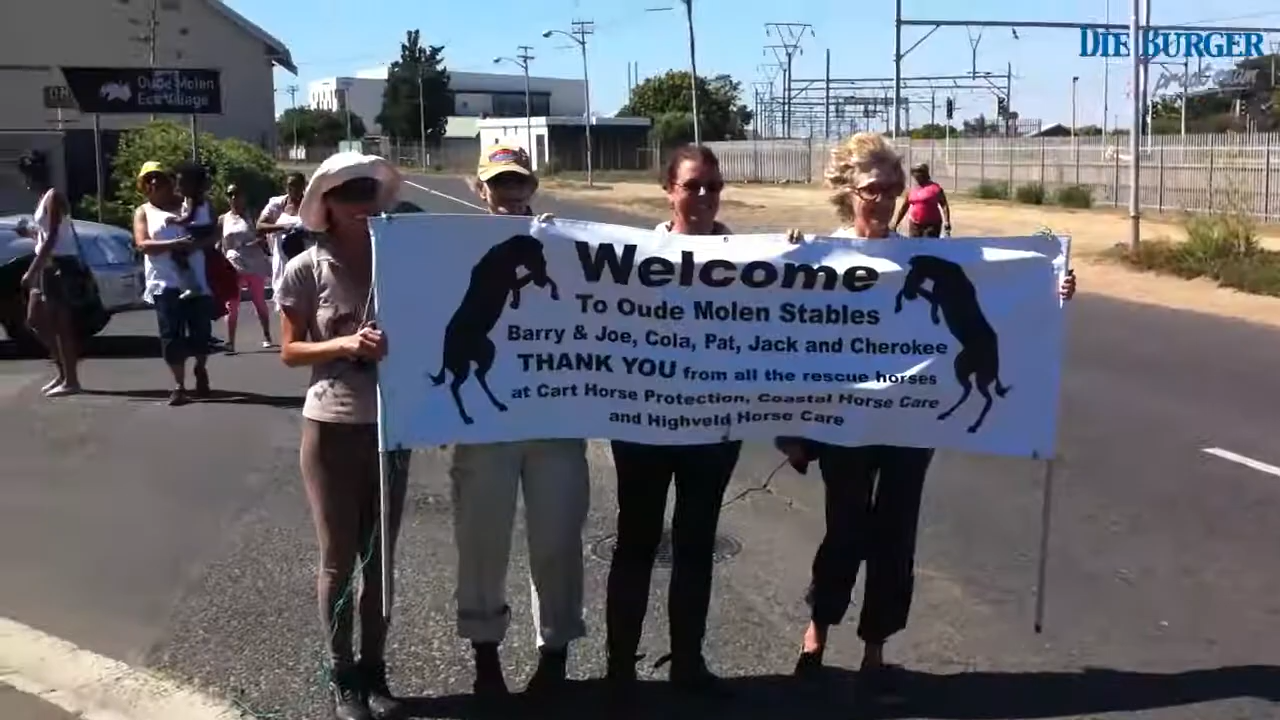 DIE BURGER
Oude Molen
Eco Village
Welcome
To Oude Molen Stables
Barry & Joe, Cola, Pat, Jack and Cherokee
THANK YOU from all the rescue horses
at Cart Horse Protection, Coastal Horse Care
and Highveld Horse Care